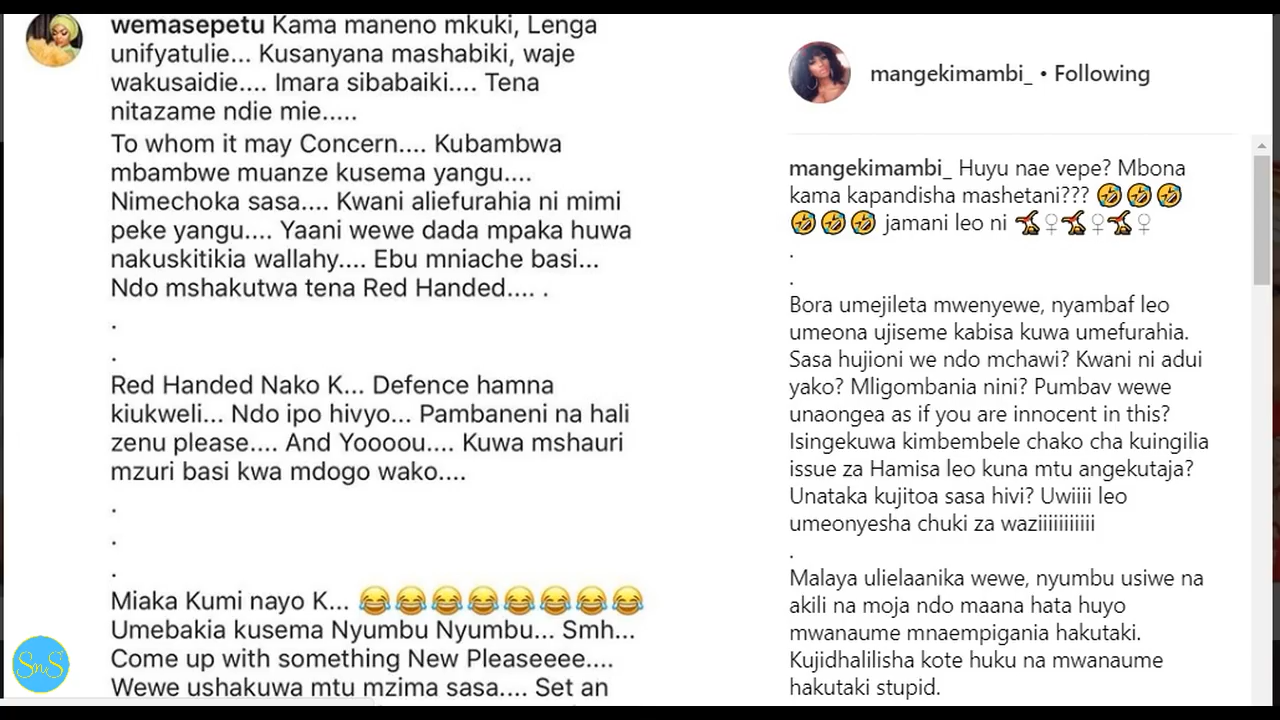 wemasepetu Kama maneno mkuki, Lenga
unifyatulie... Kusanyana mashabiki, waje
wakusaidie.... Imara sibabaiki.... Tena
nitazame ndie mie.....
To whom it may Concern.... Kubambwa
mbambwe muanze kusema yangu....
Nimechoka sasa.... Kwani aliefurahia ni mimi
peke yangu.... Yaani wewe dada mpaka huwa
nakuskitikia wallahy.... Ebu mniache basi...
Ndo mshakutwa tena Red Handed.... .
.
.
Red Handed Nako K... Defence hamna
kiukweli... Ndo ipo hivyo... Pambaneni na hali
zenu please.... And Yoooou.... Kuwa mshauri
mzuri basi kwa mdogo wako....
.
.
.
Miaka Kumi nayo K... 😂😂😂😂😂😂😂😂
Umebakia kusema Nyumbu Nyumbu... Smh...
Come up with something New Pleaseeee....
Wewe ushakuwa mtu mzima sasa.... Set an
SnS
mangekimambi_ • Following
mangekimambi_ Huyu nae vepe? Mbona
kama kapandisha mashetani??? 🤣🤣🤣
🤣🤣🤣 jamani leo ni 🤸♀🤸♀🤸♀
.
.
Bora umejileta mwenyewe, nyambaf leo
umeona ujiseme kabisa kuwa umefurahia.
Sasa hujioni we ndo mchawi? Kwani ni adui
yako? Mligombania nini? Pumbav wewe
unaongea as if you are innocent in this?
Isingekuwa kimbembele chako cha kuingilia
issue za Hamisa leo kuna mtu angekutaja?
Unataka kujitoa sasa hivi? Uwiiii leo
umeonyesha chuki za waziiiiiiiiiii
.
Malaya ulielaanika wewe, nyumbu usiwe na
akili na moja ndo maana hata huyo
mwanaume mnaempigania hakutaki.
Kujidhalilisha kote huku na mwanaume
hakutaki stupid.